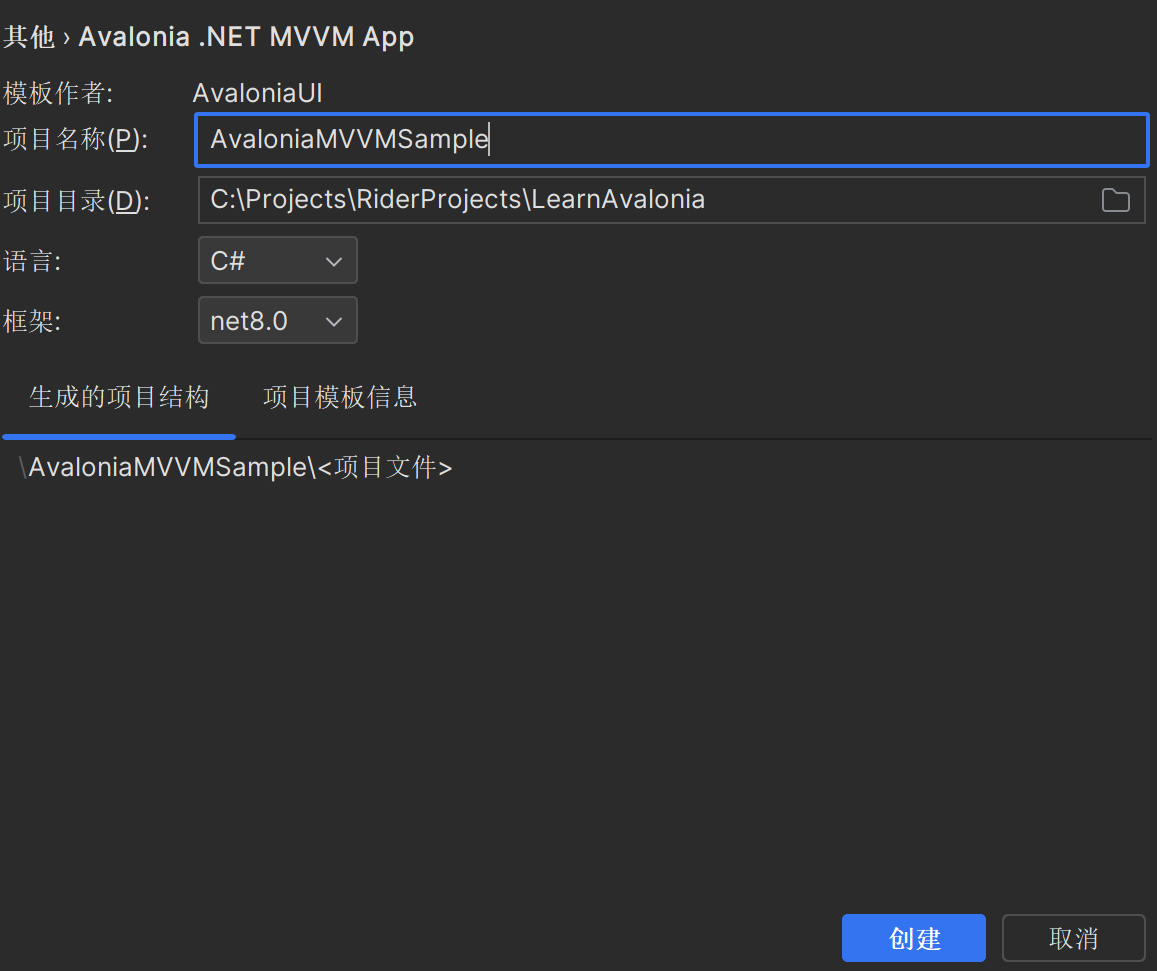 其他 › Avalonia .NET MVVM App
模板作者: AvaloniaUI
项目名称(P): AvaloniaMVVMSample
项目目录(D): C:\Projects\RiderProjects\LearnAvalonia
语言: C#
框架: net8.0
生成的项目结构 项目模板信息
\AvaloniaMVVMSample\<项目文件>
创建 取消